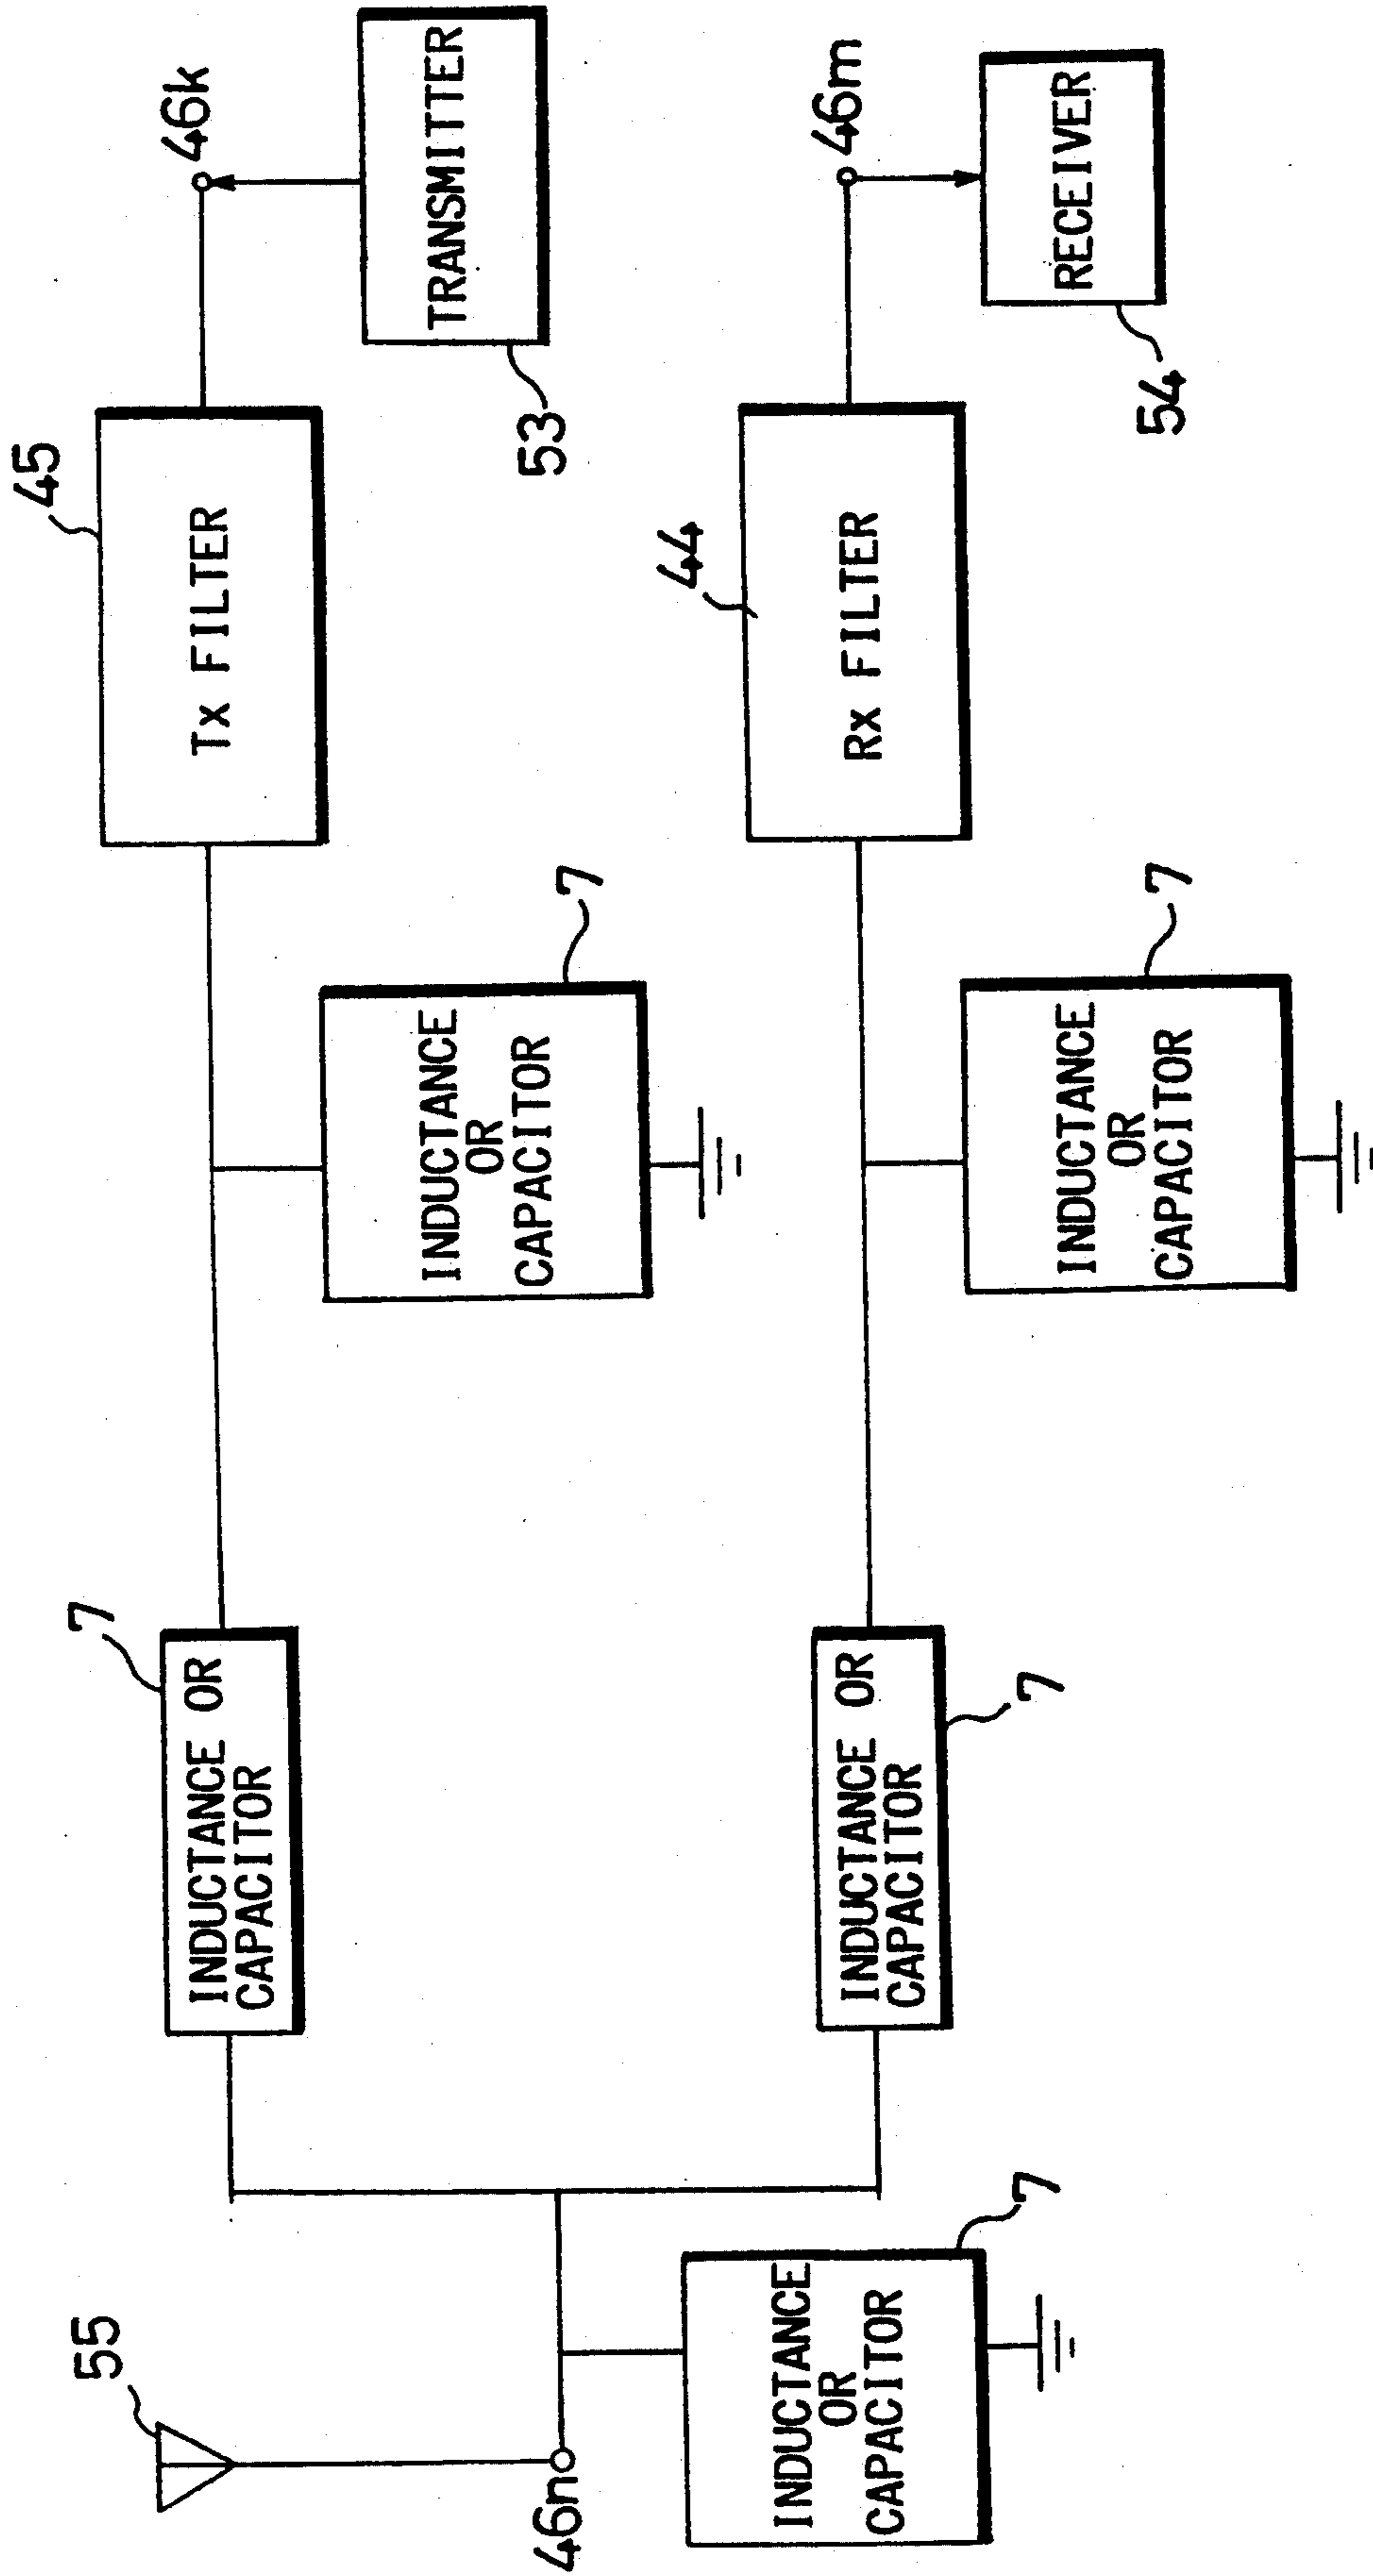 55
46n
INDUCTANCE
OR
CAPACITOR
7
7
INDUCTANCE OR
CAPACITOR
INDUCTANCE
OR
CAPACITOR
7
45
Tx FILTER
46k
TRANSMITTER
53
INDUCTANCE OR
CAPACITOR
7
INDUCTANCE
OR
CAPACITOR
7
44
Rx FILTER
46m
RECEIVER
54